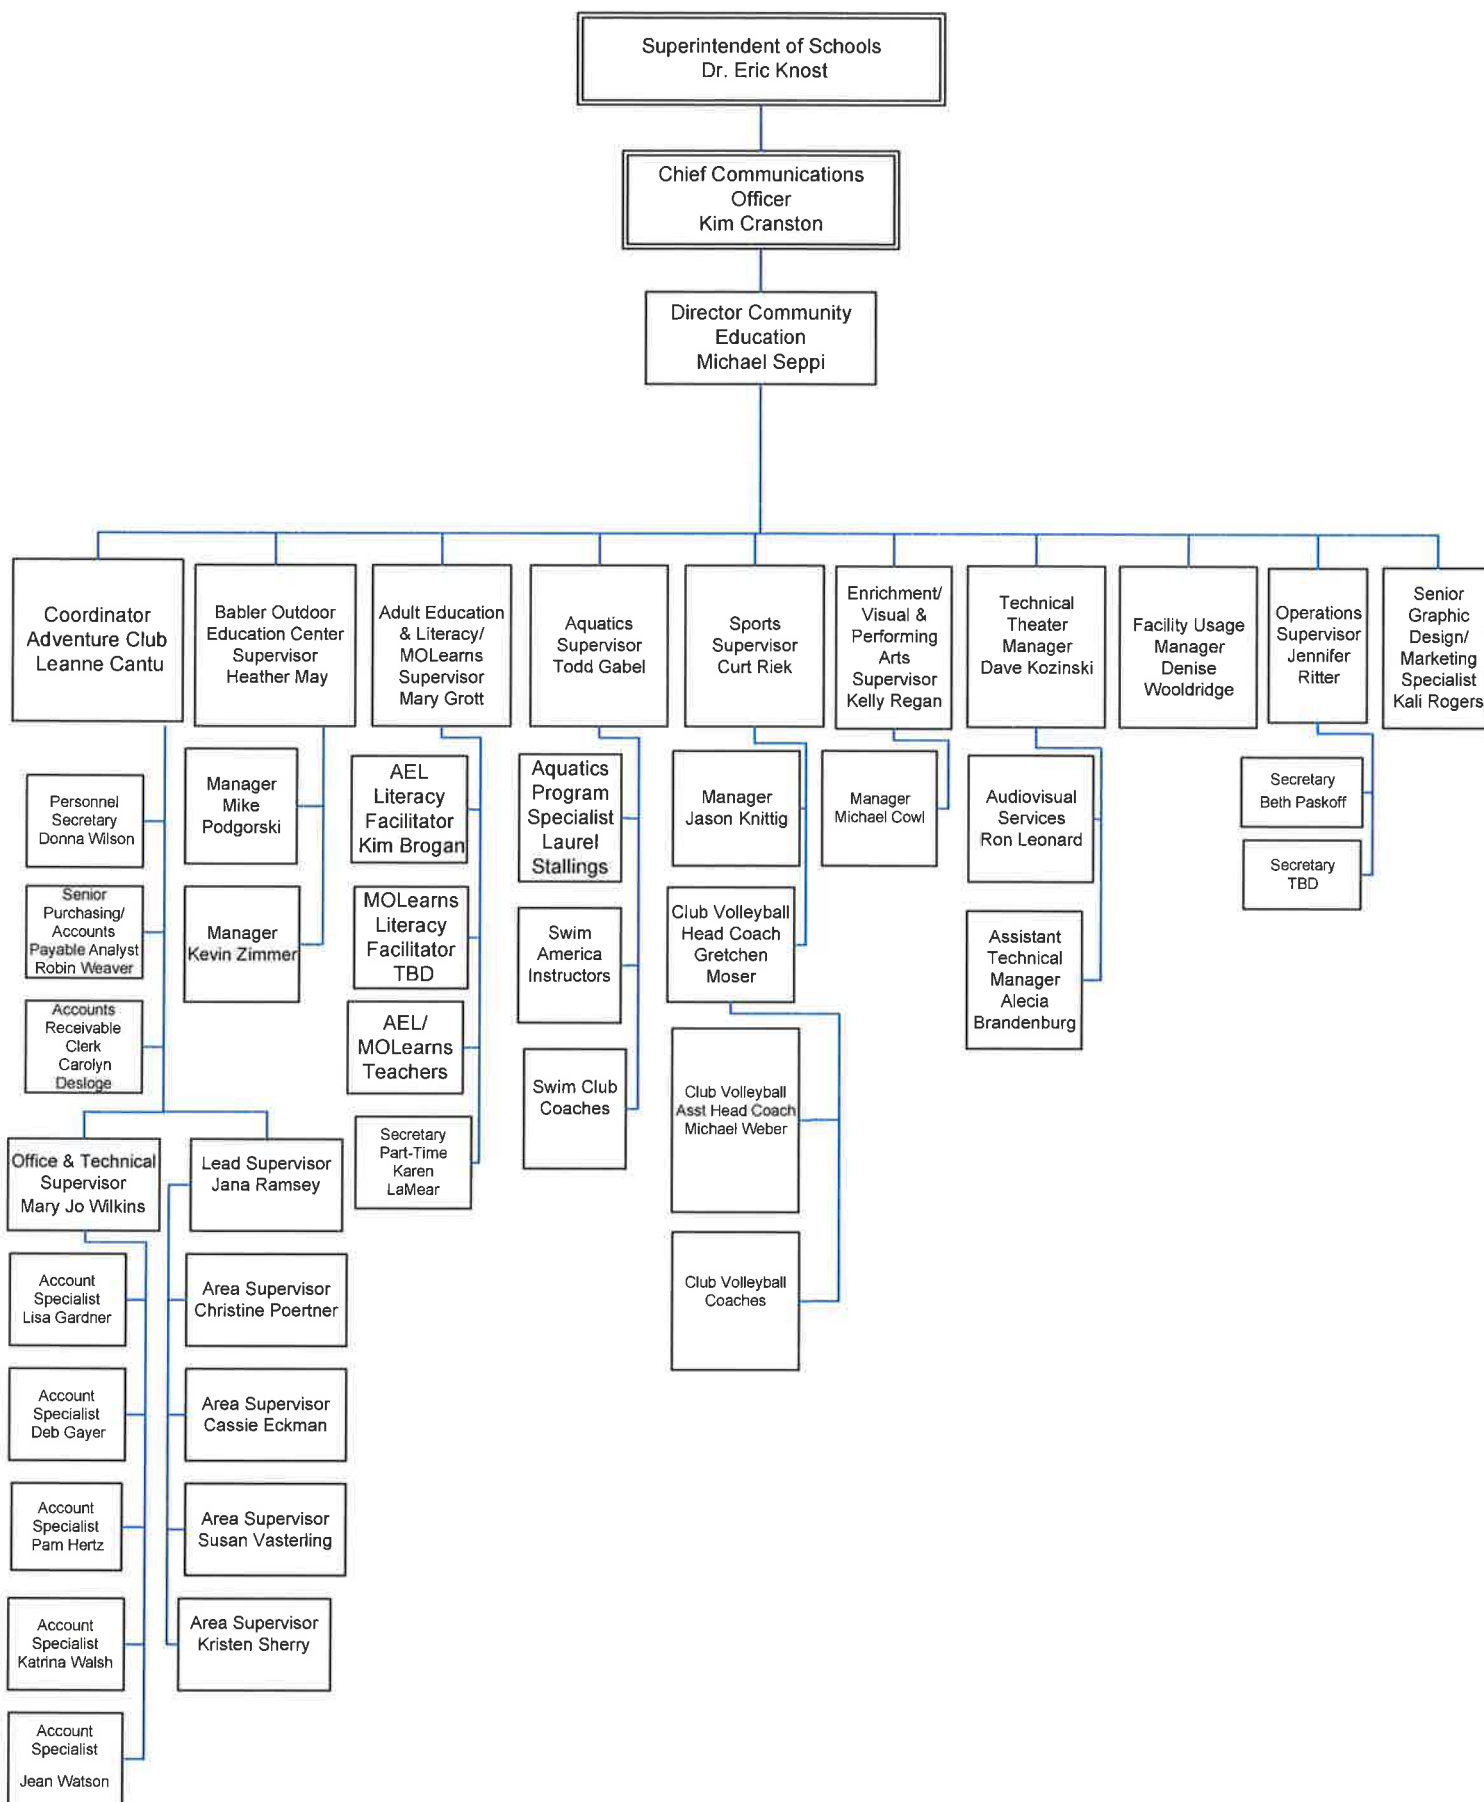 Superintendent of Schools
Dr. Eric Knost
Chief Communications
Officer
Kim Cranston
Director Community
Education
Michael Seppi
Coordinator
Adventure Club
Leanne Cantu
Babler Outdoor
Education Center
Supervisor
Heather May
Adult Education
& Literacy/
MOLearns
Supervisor
Mary Grott
Aquatics
Supervisor
Todd Gabel
Sports
Supervisor
Curt Riek
Enrichment/
Visual &
Performing
Arts
Supervisor
Kelly Regan
Technical
Theater
Manager
Dave Kozinski
Facility Usage
Manager
Denise
Wooldridge
Operations
Supervisor
Jennifer
Ritter
Senior
Graphic
Design/
Marketing
Specialist
Kali Rogers
Personnel
Secretary
Donna Wilson
Senior
Purchasing/
Accounts
Payable Analyst
Robin Weaver
Accounts
Receivable
Clerk
Carolyn
Desloge
Manager
Mike
Podgorski
Manager
Kevin Zimmer
AEL
Literacy
Facilitator
Kim Brogan
MOLearns
Literacy
Facilitator
TBD
AEL/
MOLearns
Teachers
Secretary
Part-Time
Karen
LaMear
Aquatics
Program
Specialist
Laurel
Stallings
Swim
America
Instructors
Swim Club
Coaches
Manager
Jason Knittig
Club Volleyball
Head Coach
Gretchen
Moser
Club Volleyball
Asst Head Coach
Michael Weber
Club Volleyball
Coaches
Manager
Michael Cowl
Audiovisual
Services
Ron Leonard
Assistant
Technical
Manager
Alecia
Brandenburg
Secretary
Beth Paskoff
Secretary
TBD
Office & Technical
Supervisor
Mary Jo Wilkins
Lead Supervisor
Jana Ramsey
Account
Specialist
Lisa Gardner
Account
Specialist
Deb Gayer
Account
Specialist
Pam Hertz
Account
Specialist
Katrina Walsh
Account
Specialist
Jean Watson
Area Supervisor
Christine Poertner
Area Supervisor
Cassie Eckman
Area Supervisor
Susan Vasterling
Area Supervisor
Kristen Sherry